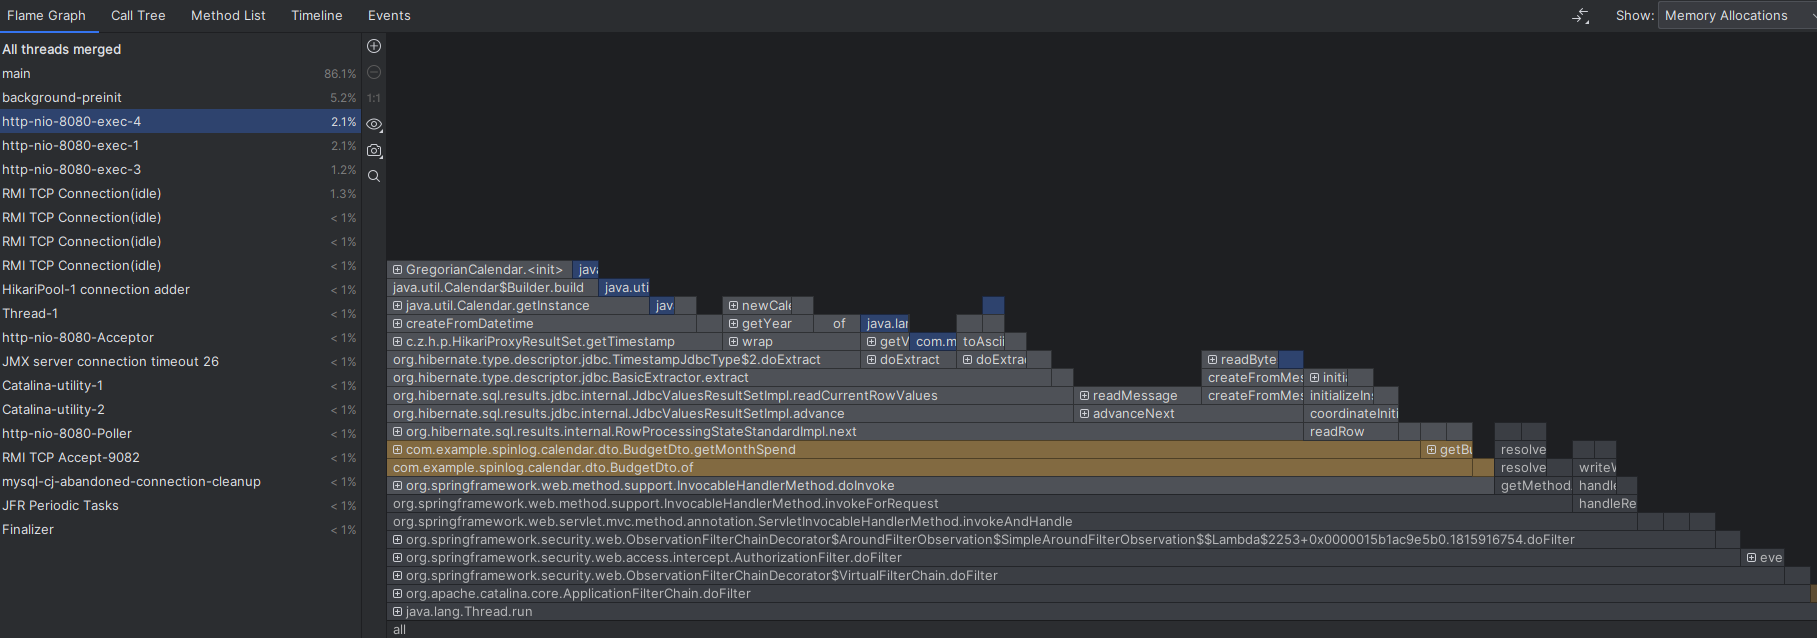 Flame Graph Call Tree Method List Timeline Events Show: Memory Allocations
All threads merged
main 86.1%
background-preinit 5.2%
http-nio-8080-exec-4 2.1%
http-nio-8080-exec-1 2.1%
http-nio-8080-exec-3 1.2%
RMI TCP Connection(idle) 1.3%
RMI TCP Connection(idle) < 1%
RMI TCP Connection(idle) < 1%
RMI TCP Connection(idle) < 1%
HikariPool-1 connection adder < 1%
Thread-1 < 1%
http-nio-8080-Acceptor < 1%
JMX server connection timeout 26 < 1%
Catalina-utility-1 < 1%
Catalina-utility-2 < 1%
http-nio-8080-Poller < 1%
RMI TCP Accept-9082 < 1%
mysql-cj-abandoned-connection-cleanup < 1%
JFR Periodic Tasks < 1%
Finalizer < 1%
1:1
GregorianCalendar.<init> java
java.util.Calendar$Builder.build java.uti
java.util.Calendar.getInstance jav newCale
createFromDatetime getYear of java.lan
c.z.h.p.HikariProxyResultSet.getTimestamp wrap getV com.m toAscii
org.hibernate.type.descriptor.jdbc.TimestampJdbcType$2.doExtract doExtract doExtrac readByte
org.hibernate.type.descriptor.jdbc.BasicExtractor.extract createFromMes initia
org.hibernate.sql.results.jdbc.internal.JdbcValuesResultSetImpl.readCurrentRowValues readMessage createFromMes initializeIns
org.hibernate.sql.results.jdbc.internal.JdbcValuesResultSetImpl.advance advanceNext coordinateIniti
org.hibernate.sql.results.internal.RowProcessingStateStandardImpl.next readRow
com.example.spinlog.calendar.dto.BudgetDto.getMonthSpend getBu resolve
com.example.spinlog.calendar.dto.BudgetDto.of resolve writeV
org.springframework.web.method.support.InvocableHandlerMethod.doInvoke getMethod. handle
org.springframework.web.method.support.InvocableHandlerMethod.invokeForRequest handleRe
org.springframework.web.servlet.mvc.method.annotation.ServletInvocableHandlerMethod.invokeAndHandle
org.springframework.security.web.ObservationFilterChainDecorator$AroundFilterObservation$SimpleAroundFilterObservation$$Lambda$2253+0x0000015b1ac9e5b0.1815916754.doFilter
org.springframework.security.web.access.intercept.AuthorizationFilter.doFilter eve
org.springframework.security.web.ObservationFilterChainDecorator$VirtualFilterChain.doFilter
org.apache.catalina.core.ApplicationFilterChain.doFilter
java.lang.Thread.run
all